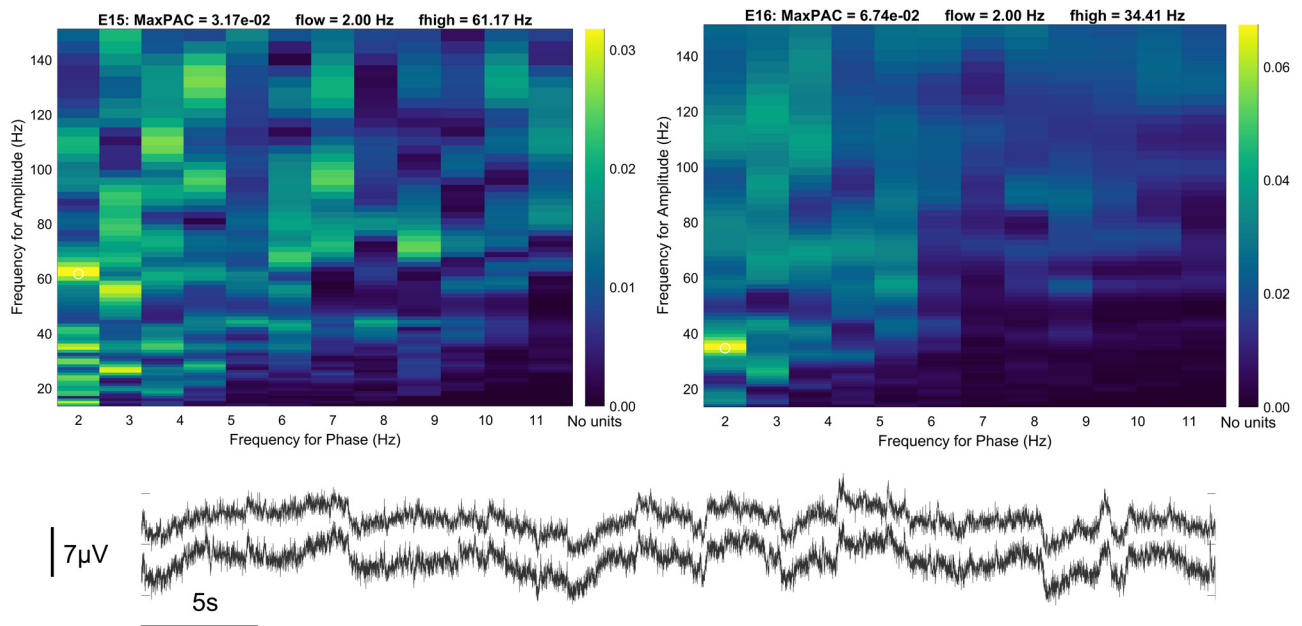 E15: MaxPAC = 3.17e-02 flow = 2.00 Hz fhigh = 61.17 Hz
Frequency for Amplitude (Hz)
140
120
100
80
60
40
20
0.03
0.02
0.01
0.00
2 3 4 5 6 7 8 9 10 11 No units
Frequency for Phase (Hz)
E16: MaxPAC = 6.74e-02 flow = 2.00 Hz fhigh = 34.41 Hz
Frequency for Amplitude (Hz)
140
120
100
80
60
40
20
0.06
0.04
0.02
0.00
2 3 4 5 6 7 8 9 10 11 No units
Frequency for Phase (Hz)
7µV
5s